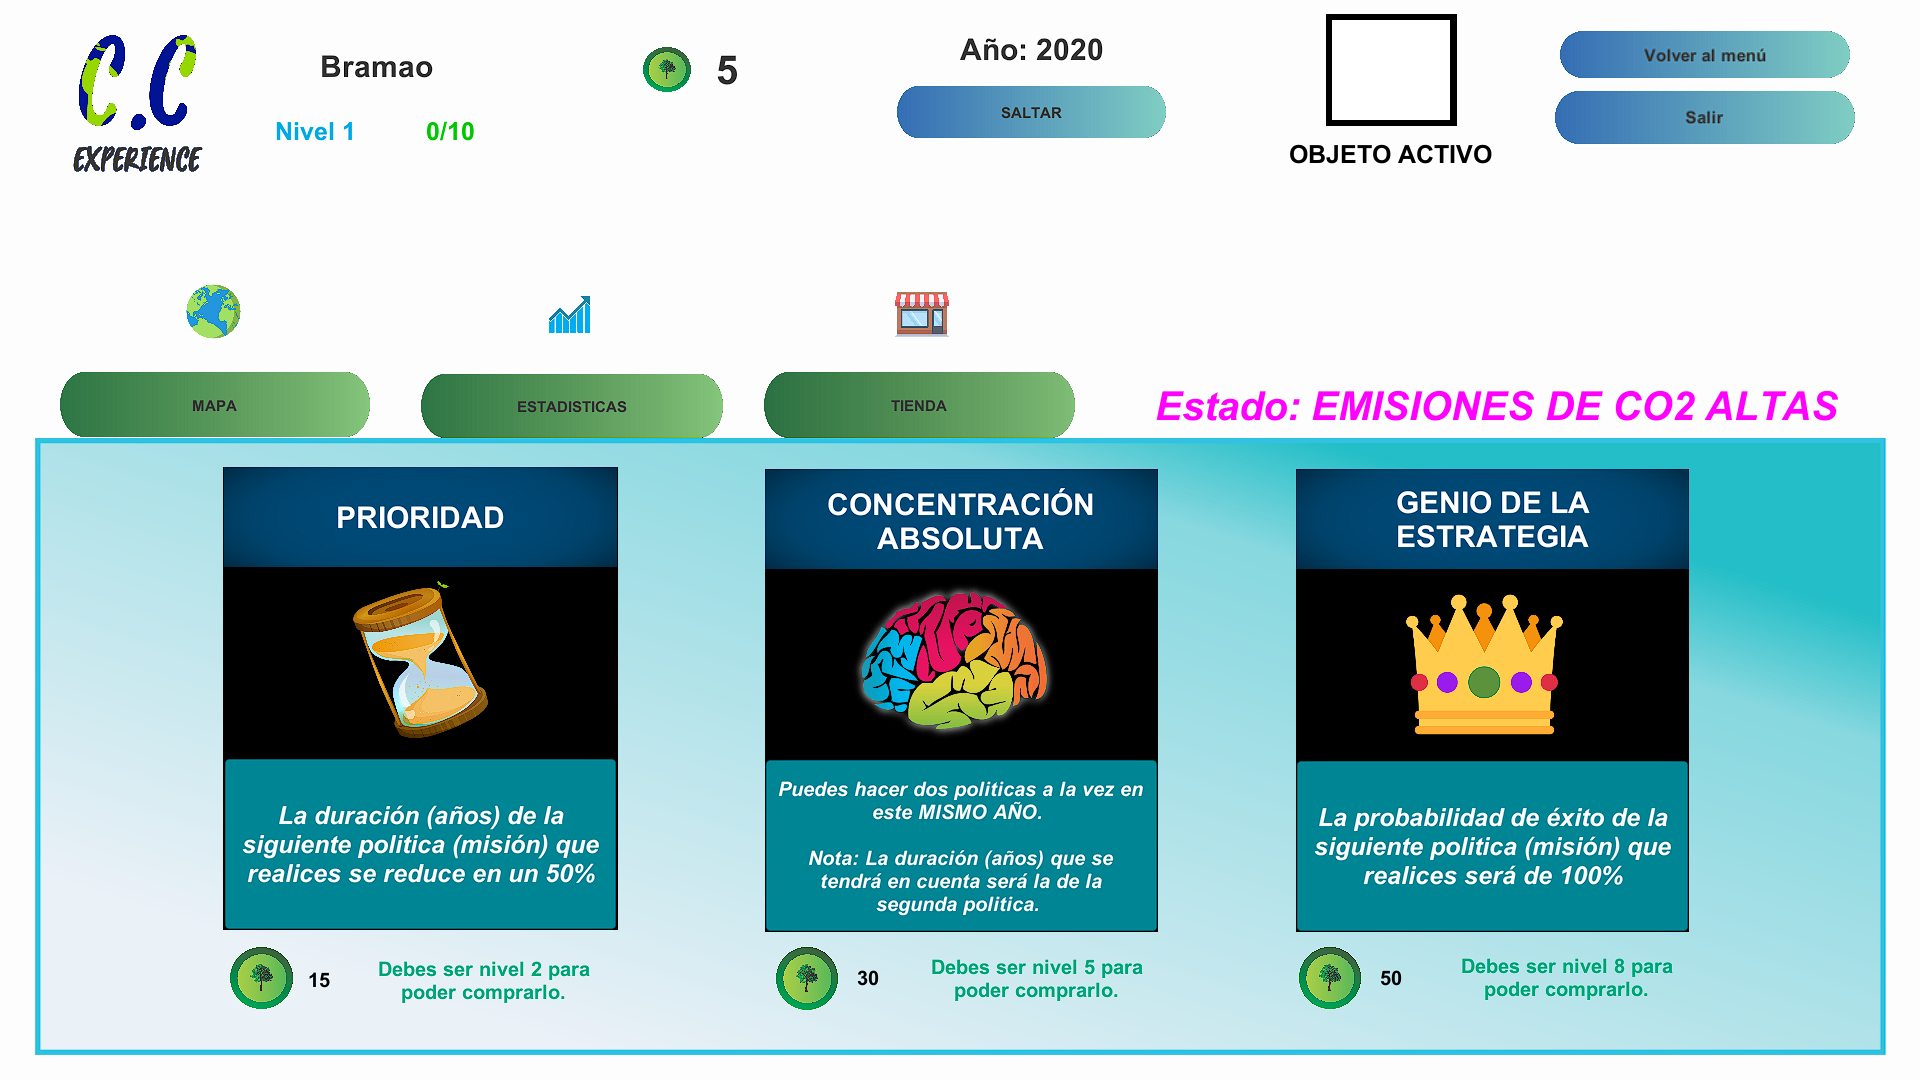 C.C
EXPERIENCE
Bramao
Nivel 1
0/10
5
Año: 2020
SALTAR
OBJETO ACTIVO
Volver al menú
Salir
MAPA
ESTADISTICAS
TIENDA
Estado: EMISIONES DE CO2 ALTAS
PRIORIDAD
La duración (años) de la
siguiente politica (misión) que
realices se reduce en un 50%
15
Debes ser nivel 2 para
poder comprarlo.
CONCENTRACIÓN
ABSOLUTA
Puedes hacer dos politicas a la vez en
este MISMO AÑO.
Nota: La duración (años) que se
tendrá en cuenta será la de la
segunda politica.
30
Debes ser nivel 5 para
poder comprarlo.
GENIO DE LA
ESTRATEGIA
La probabilidad de éxito de la
siguiente politica (misión) que
realices será de 100%
50
Debes ser nivel 8 para
poder comprarlo.